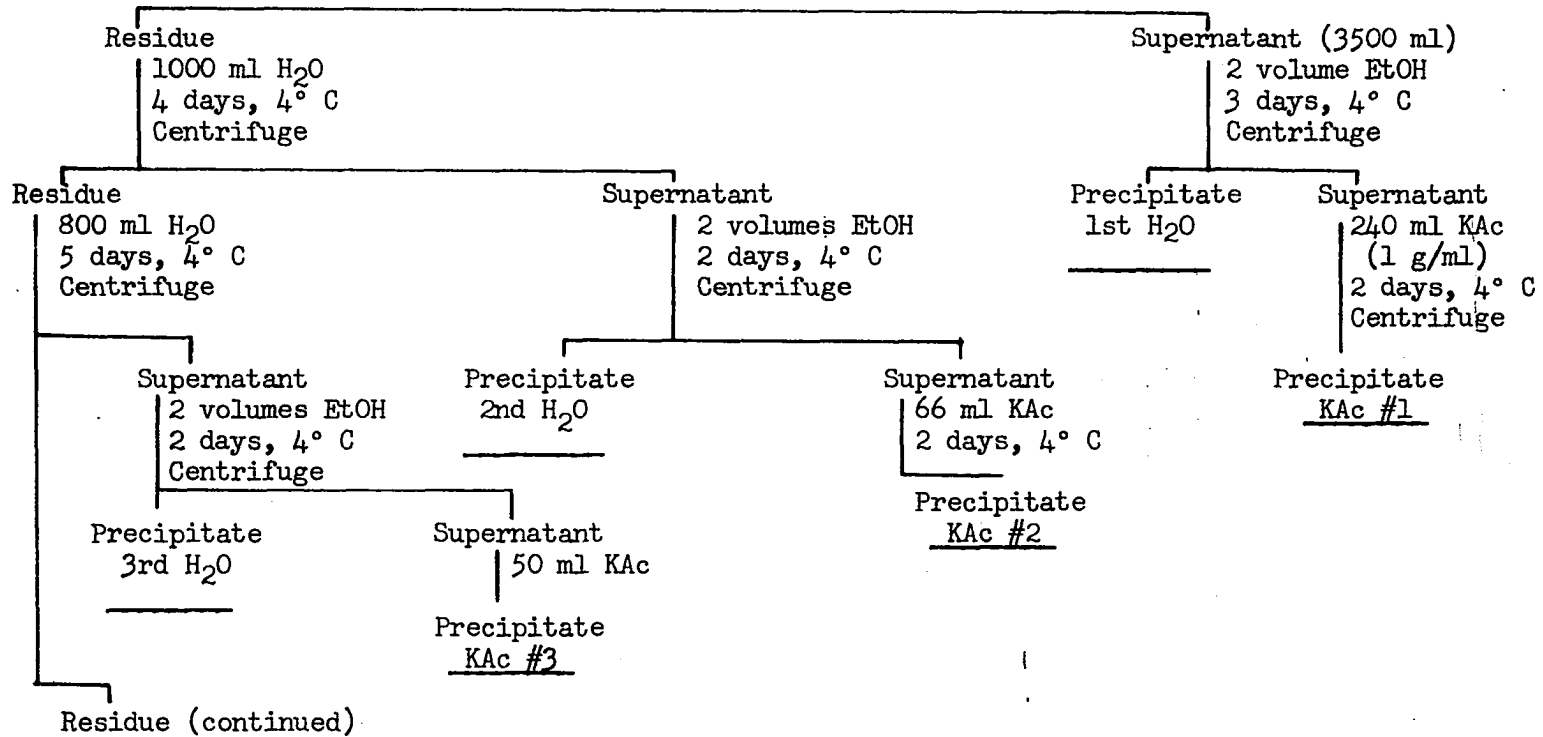 Residue
1000 ml H2O
4 days, 4° C
Centrifuge
Supernatant (3500 ml)
2 volume EtOH
3 days, 4° C
Centrifuge
Residue
800 ml H2O
5 days, 4° C
Centrifuge
Supernatant
2 volumes EtOH
2 days, 4° C
Centrifuge
Precipitate
1st H2O
Supernatant
240 ml KAc
(1 g/ml)
2 days, 4° C
Centrifuge
Supernatant
2 volumes EtOH
2 days, 4° C
Centrifuge
Precipitate
2nd H2O
Supernatant
66 ml KAc
2 days, 4° C
Precipitate
KAc #1
Precipitate
3rd H2O
Supernatant
50 ml KAc
Precipitate
KAc #2
Precipitate
KAc #3
Residue (continued)